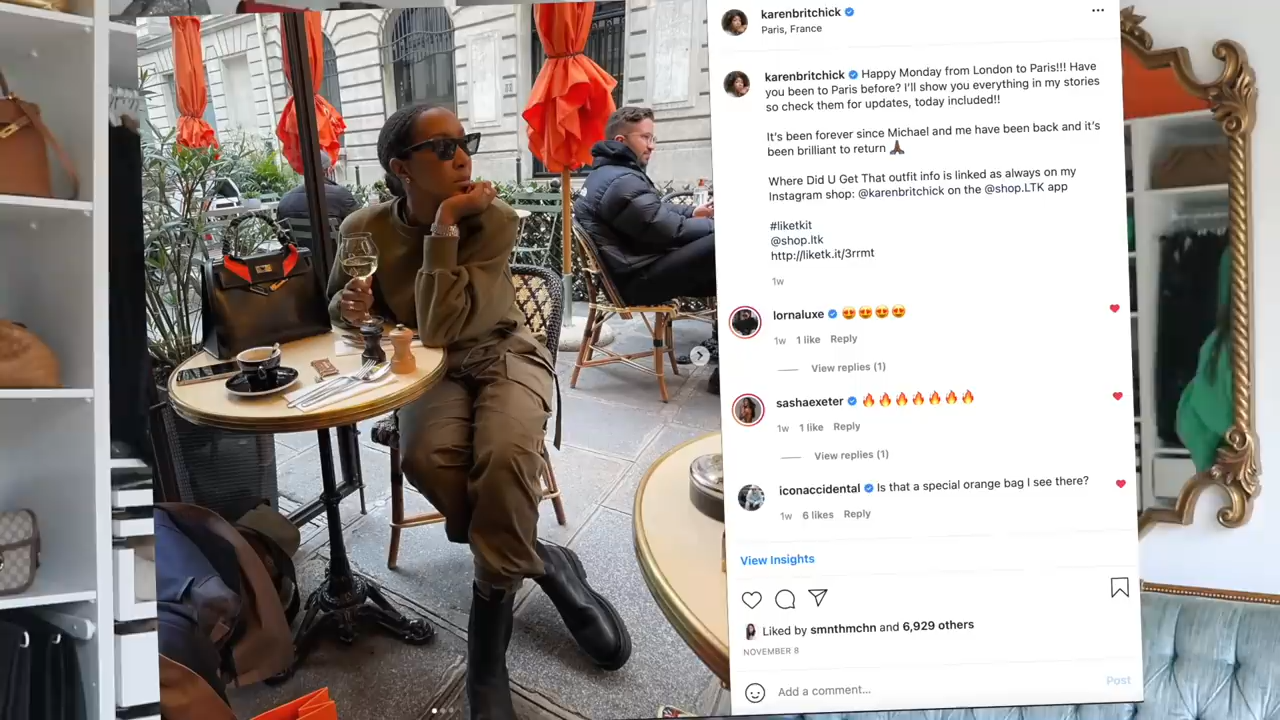 karenbritchick
Paris, France
karenbritchick Happy Monday from London to Paris!!! Have
you been to Paris before? I'll show you everything in my stories
so check them for updates, today included!!
It's been forever since Michael and me have been back and it's
been brilliant to return 🙏🏾
Where Did U Get That outfit info is linked as always on my
Instagram shop: @karenbritchick on the @shop.LTK app
#liketkit
@shop.ltk
http://liketk.it/3rrmt
1w
lornaluxe 😍😍😍😍
1w 1 like Reply
View replies (1)
sashaexeter 🔥🔥🔥🔥🔥🔥🔥
1w 1 like Reply
View replies (1)
iconaccidental Is that a special orange bag I see there?
1w 6 likes Reply
View Insights
Liked by smnthmchn and 6,929 others
NOVEMBER 8
Add a comment...
Post